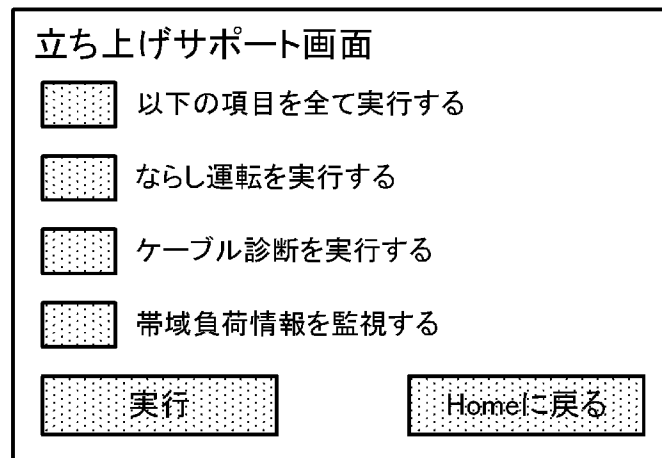 立ち上げサポート画面
以下の項目を全て実行する
ならし運転を実行する
ケーブル診断を実行する
帯域負荷情報を監視する
実行
Homeに戻る